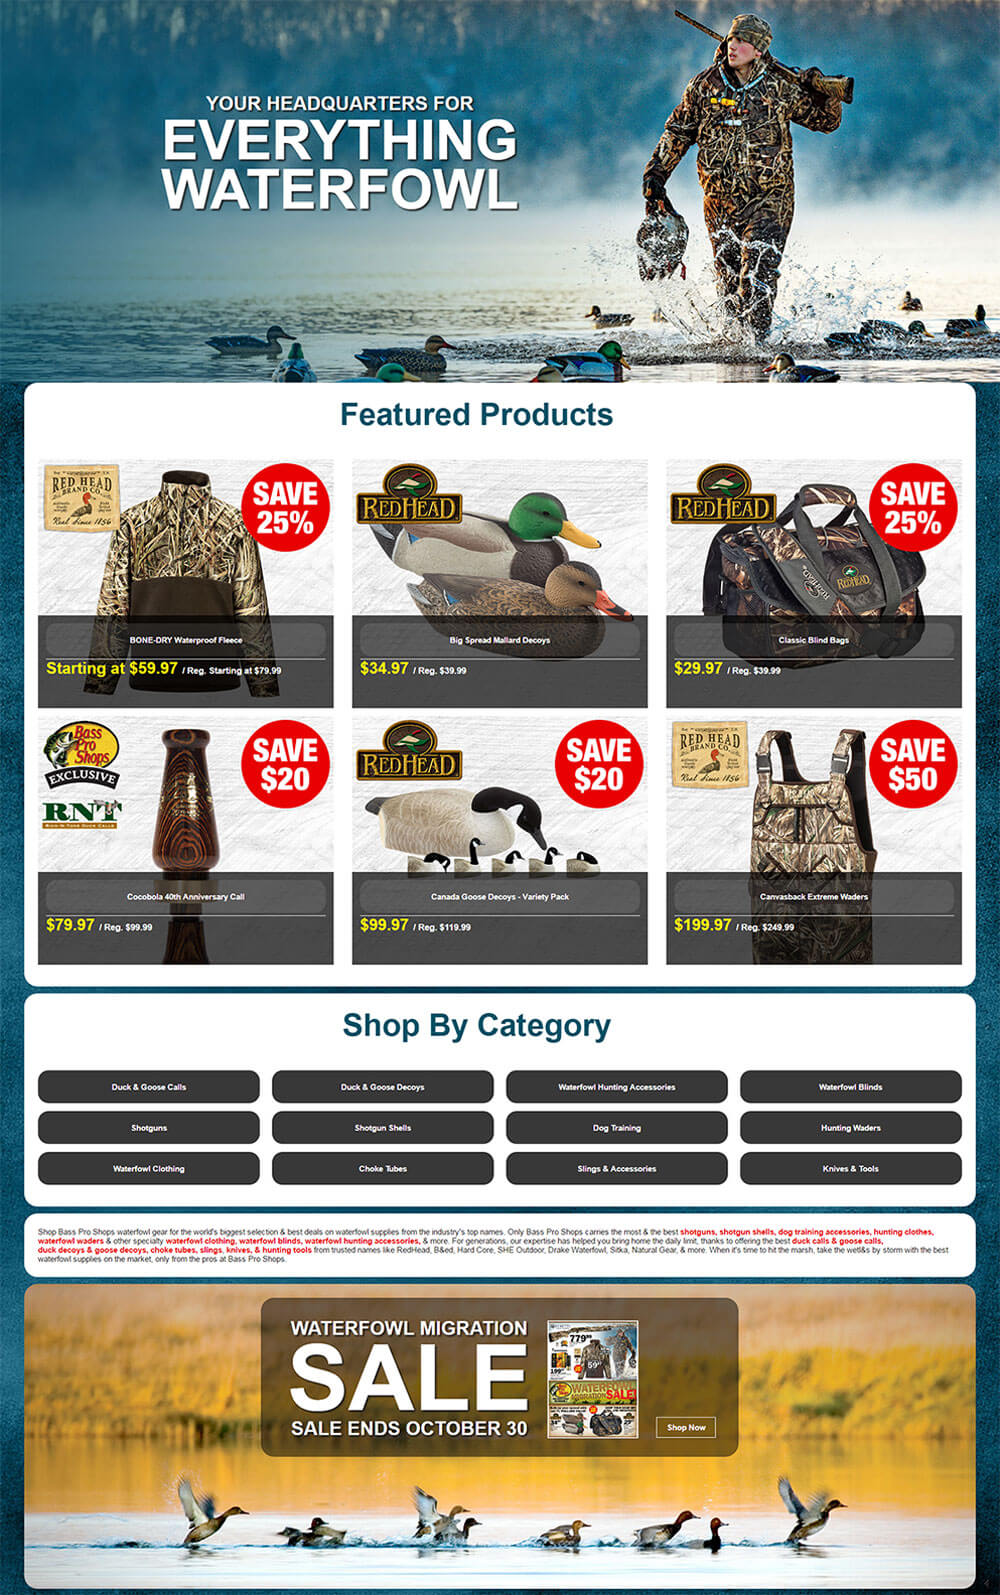 YOUR HEADQUARTERS FOR
EVERYTHING
WATERFOWL
Featured Products
RED HEAD
BRAND CO.
Real Since 1856
SAVE
25%
BONE-DRY Waterproof Fleece
Starting at $59.97 / Reg. Starting at $79.99
REDHEAD
Big Spread Mallard Decoys
$34.97 / Reg. $39.99
REDHEAD
SAVE
25%
REDHEAD
REDHEAD
Classic Blind Bags
$29.97 / Reg. $39.99
Bass
Pro
Shops
EXCLUSIVE
RNT
SAVE
$20
Cocobola 40th Anniversary Call
$79.97 / Reg. $99.99
REDHEAD
SAVE
$20
Canada Goose Decoys - Variety Pack
$99.97 / Reg. $119.99
RED HEAD
BRAND CO.
Real Since 1856
SAVE
$50
Canvasback Extreme Waders
$199.97 / Reg. $249.99
Shop By Category
Duck & Goose Calls
Duck & Goose Decoys
Waterfowl Hunting Accessories
Waterfowl Blinds
Shotguns
Shotgun Shells
Dog Training
Hunting Waders
Waterfowl Clothing
Choke Tubes
Slings & Accessories
Knives & Tools
Shop Bass Pro Shops waterfowl gear for the world's biggest selection & best deals on waterfowl supplies from the industry's top names. Only Bass Pro Shops carries the most & the best shotguns, shotgun shells, dog training accessories, hunting clothes,
waterfowl waders & other specialty waterfowl clothing, waterfowl blinds, waterfowl hunting accessories, & more. For generations, our expertise has helped you bring home the daily limit, thanks to offering the best duck calls & goose calls,
duck decoys & goose decoys, choke tubes, slings, knives, & hunting tools from trusted names like RedHead, B&ed, Hard Core, SHE Outdoor, Drake Waterfowl, Sitka, Natural Gear, & more. When it's time to hit the marsh, take the wetl&s by storm with the best
waterfowl supplies on the market, only from the pros at Bass Pro Shops.
WATERFOWL MIGRATION
SALE
SALE ENDS OCTOBER 30
WATERFOWL
MIGRATION SALE!
Shop Now